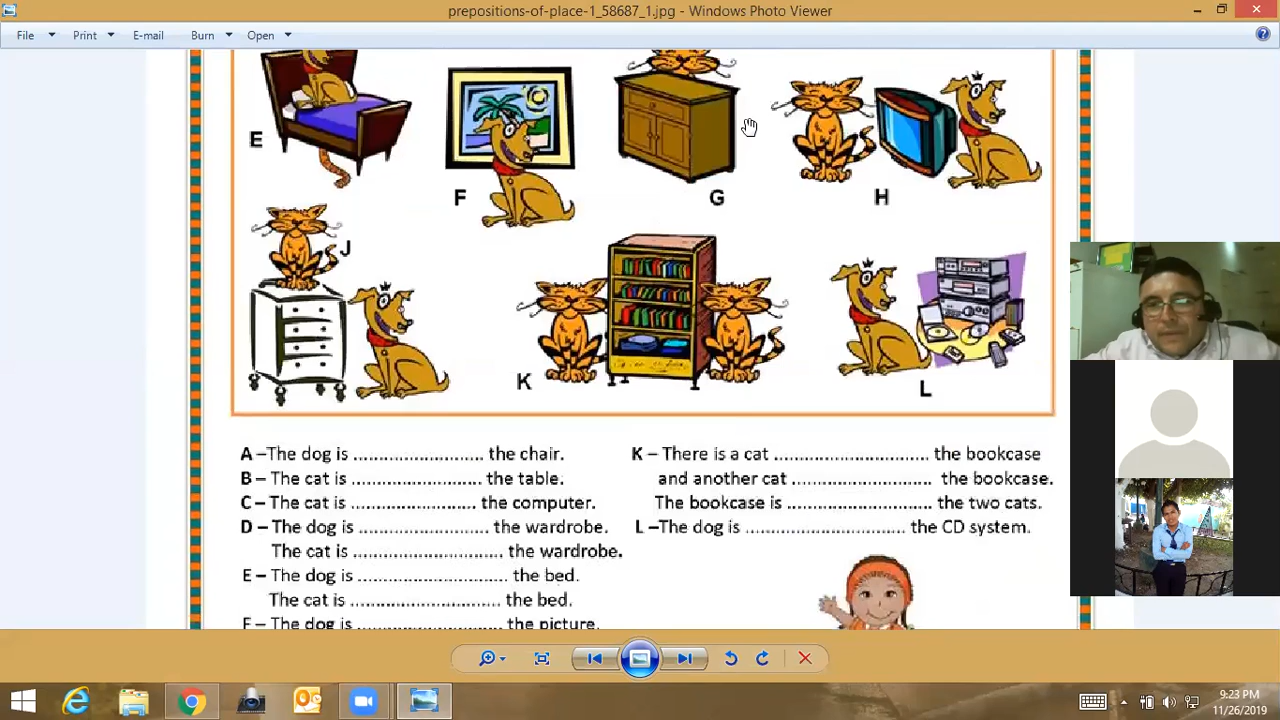 prepositions-of-place-1_58687_1.jpg - Windows Photo Viewer
File Print E-mail Burn Open
E
F
G
H
J
K
L
A –The dog is ......................... the chair.
B – The cat is ......................... the table.
C – The cat is ........................ the computer.
D – The dog is ......................... the wardrobe.
The cat is ............................. the wardrobe.
E – The dog is ............................. the bed.
The cat is ............................. the bed.
F – The dog is ............................. the picture.
K – There is a cat .............................. the bookcase
and another cat ........................... the bookcase.
The bookcase is ............................ the two cats.
L –The dog is ............................... the CD system.
9:23 PM
11/26/2019